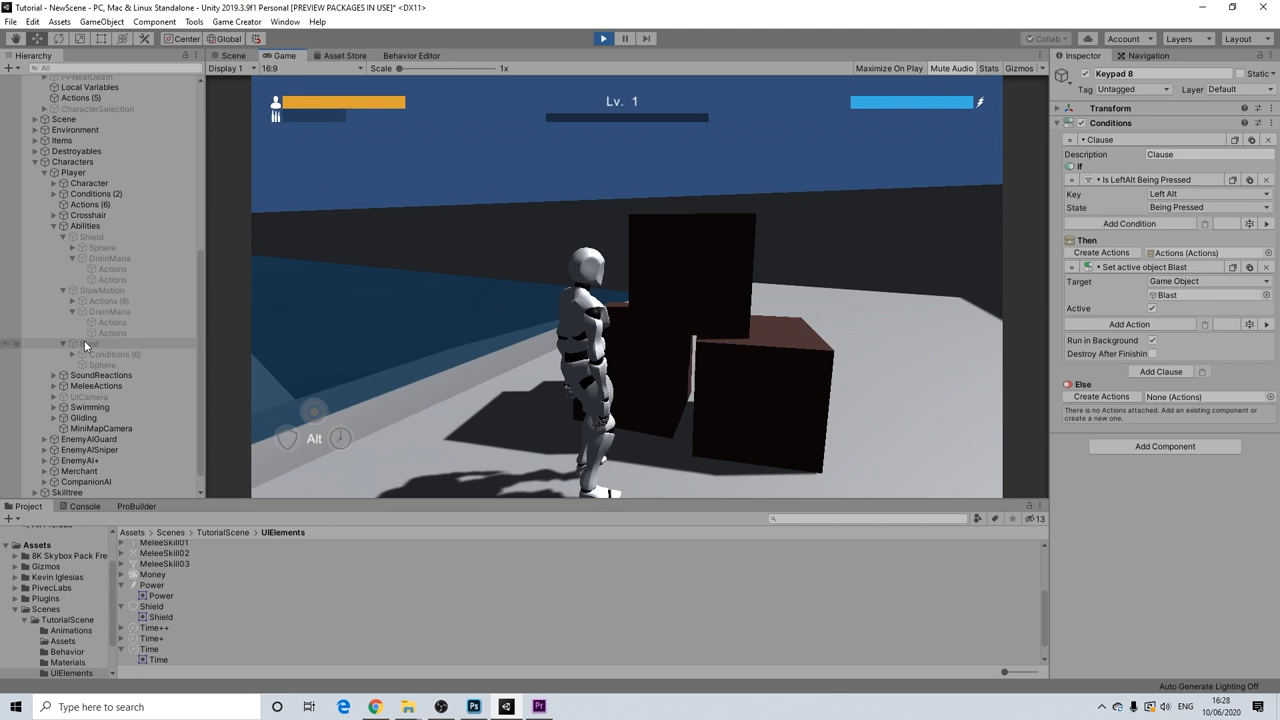 Tutorial - NewScene - PC, Mac & Linux Standalone - Unity 2019.3.9f1 Personal [PREVIEW PACKAGES IN USE]* <DX11>
File Edit Assets GameObject Component Tools Game Creator Window Help
Center Global Collab Account Layers Layout
Hierarchy Scene Game Asset Store Behavior Editor Inspector Navigation
All Display 1 16:9 Scale 1x Maximize On Play Mute Audio Stats Gizmos
Keypad 8 Static
Tag Untagged Layer Default
PPNearDeath
Local Variables
Actions (5)
CharacterSelection
Scene
Environment
Items
Destroyables
Characters
Player
Character
Conditions (2)
Actions (6)
Crosshair
Abilities
Shield
Sphere
DrainMana
Actions
Actions
SlowMotion
Actions (8)
DrainMana
Actions
Actions
Conditions (6)
Sphere
SoundReactions
MeleeActions
UICamera
Swimming
Gliding
MiniMapCamera
EnemyAIGuard
EnemyAISniper
EnemyAI+
Merchant
CompanionAI
Skilltree
Lv. 1
Alt
Transform
Conditions
Clause
Description Clause
If
Is LeftAlt Being Pressed
Key Left Alt
State Being Pressed
Add Condition
Then
Create Actions Actions (Actions)
Set active object Blast
Target Game Object
Blast
Active
Add Action
Run in Background
Destroy After Finishin
Add Clause
Else
Create Actions None (Actions)
There is no Actions attached. Add an existing component or
create a new one.
Add Component
Project Console ProBuilder
13
Assets
8K Skybox Pack Fre
Gizmos
Kevin Iglesias
PivecLabs
Plugins
Scenes
TutorialScene
Animations
Assets
Behavior
Materials
UIElements
Assets Scenes TutorialScene UIElements
MeleeSkill01
MeleeSkill02
MeleeSkill03
Money
Power
Power
Shield
Shield
Time++
Time+
Time
Time
Auto Generate Lighting Off
Type here to search
16:28
10/06/2020